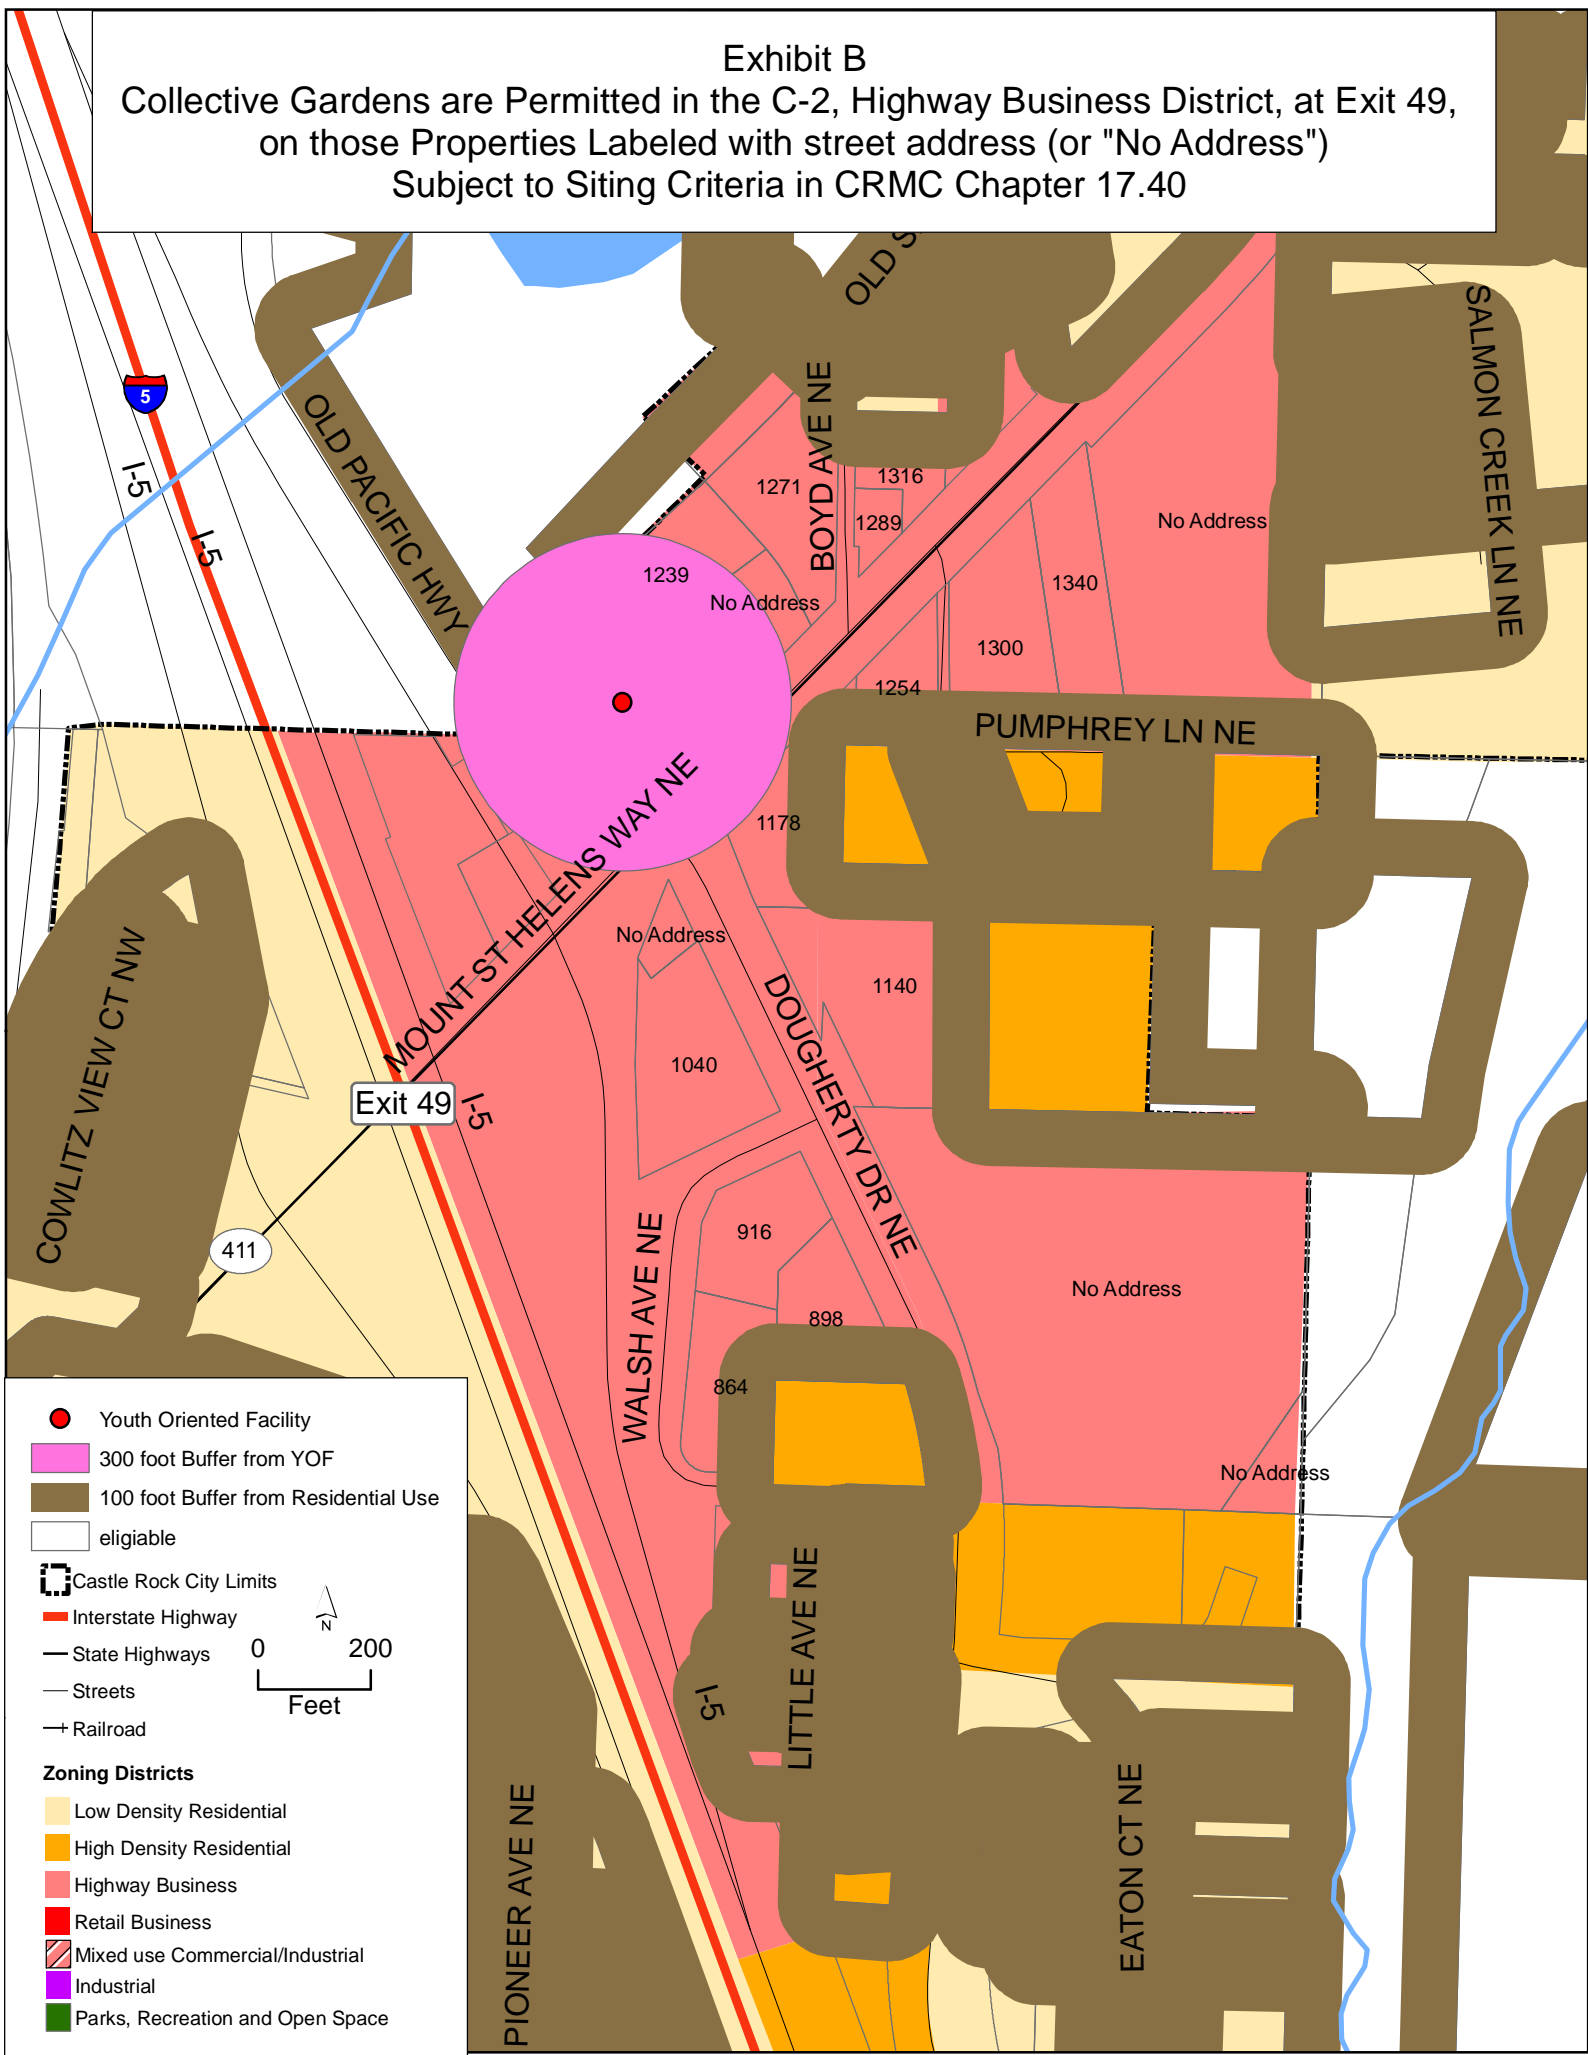 Exhibit B
Collective Gardens are Permitted in the C-2, Highway Business District, at Exit 49,
on those Properties Labeled with street address (or "No Address")
Subject to Siting Criteria in CRMC Chapter 17.40
OLD S
SALMON CREEK LN NE
5
OLD PACIFIC HWY
BOYD AVE NE
I-5
1271
1316
1289
No Address
I-5
1239
No Address
1340
1300
1254
PUMPHREY LN NE
MOUNT ST HELENS WAY NE
1178
No Address
COWLITZ VIEW CT NW
DOUGHERTY DR NE
1140
1040
Exit 49
I-5
411
WALSH AVE NE
916
No Address
898
864
No Address
LITTLE AVE NE
I-5
PIONEER AVE NE
EATON CT NE
Youth Oriented Facility
300 foot Buffer from YOF
100 foot Buffer from Residential Use
eligiable
Castle Rock City Limits
Interstate Highway
N
State Highways
0 200
Streets
Feet
Railroad
Zoning Districts
Low Density Residential
High Density Residential
Highway Business
Retail Business
Mixed use Commercial/Industrial
Industrial
Parks, Recreation and Open Space